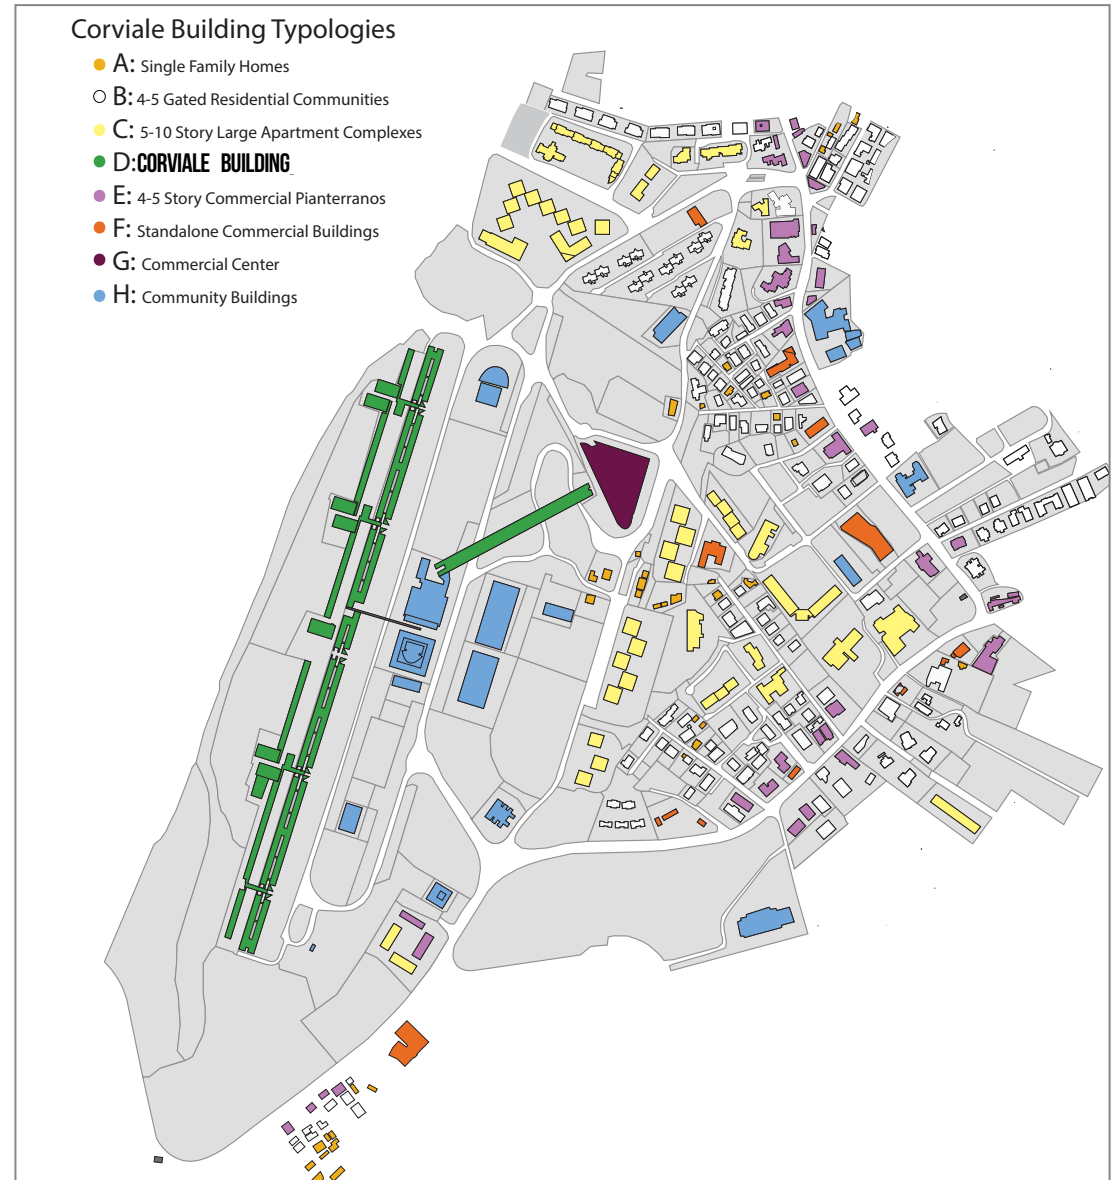 Corviale Building Typologies
A: Single Family Homes
B: 4-5 Gated Residential Communities
C: 5-10 Story Large Apartment Complexes
D: CORVIALE BUILDING
E: 4-5 Story Commercial Pianterranos
F: Standalone Commercial Buildings
G: Commercial Center
H: Community Buildings